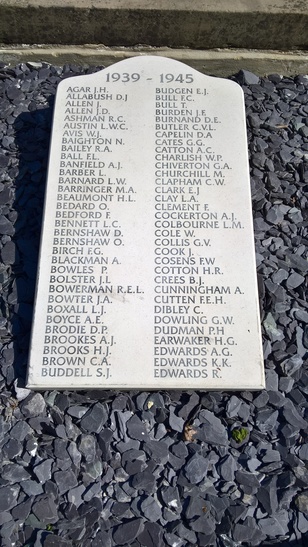 1939 - 1945
AGAR J.H.
ALLABUSH D.J
ALLEN J.
ALLEN J.D.
ASHMAN R.C.
AUSTIN L.W.C.
AVIS W.J.
BAIGHTON N.
BAILEY R.A.
BALL F.L.
BANFIELD A.J.
BARBER L.
BARNARD L.W.
BARRINGER M.A.
BEAUMONT H.L.
BEDARD O.
BEDFORD F.
BENNETT L.C.
BERNSHAW D.
BERNSHAW O.
BIRCH F.G.
BLACKMAN A.
BOWLES P.
BOLSTER J.I.
BOWERMAN R.E.L.
BOWTER J.A.
BOXALL L.J.
BOYCE A.E.
BRODIE D.P.
BROOKES A.J.
BROOKS H.J.
BROWN C.A.
BUDDELL S.J.
BUDGEN E.J.
BULL F.C.
BULL T.
BURDEN J.E
BURNAND D.E.
BUTLER C.V.L.
CAPELIN D.A
CATES G.G.
CATTON A.C.
CHARLISH W.P.
CHIVERTON G.A.
CHURCHILL M.
CLAPHAM C.W.
CLARK E.J
CLAY L.A.
CLEMENT F.
COCKERTON A.J.
COLBOURNE L.M.
COLE W.
COLLIS G.V.
COOK J.
COSENS F.W
COTTON H.R.
CREES B.J.
CUNNINGHAM A.
CUTTEN F.E.H.
DIBLEY C.
DOWLING G.W.
DUDMAN P.H
EARWAKER H.G.
EDWARDS A.G.
EDWARDS K.K.
EDWARDS R.